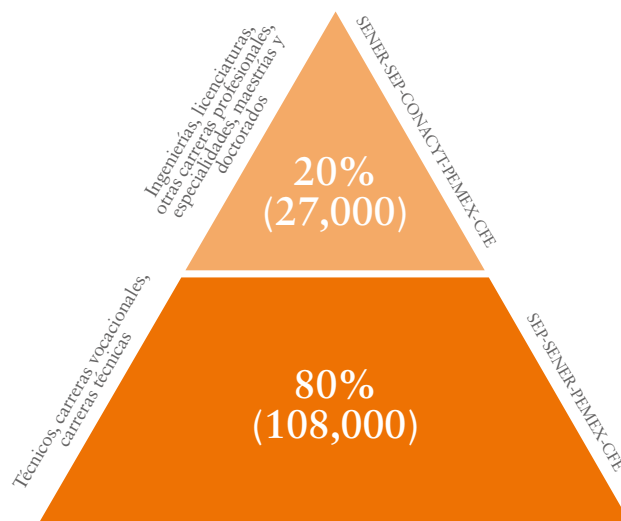 Ingenierías, licenciaturas,
otras carreras profesionales,
especialidades, maestrías y
doctorados
SENER-SEP-CONACYT-PEMEX-CFE
20%
(27,000)
Técnicos, carreras vocacionales,
carreras técnicas
SEP-SENER-PEMEX-CFE
80%
(108,000)